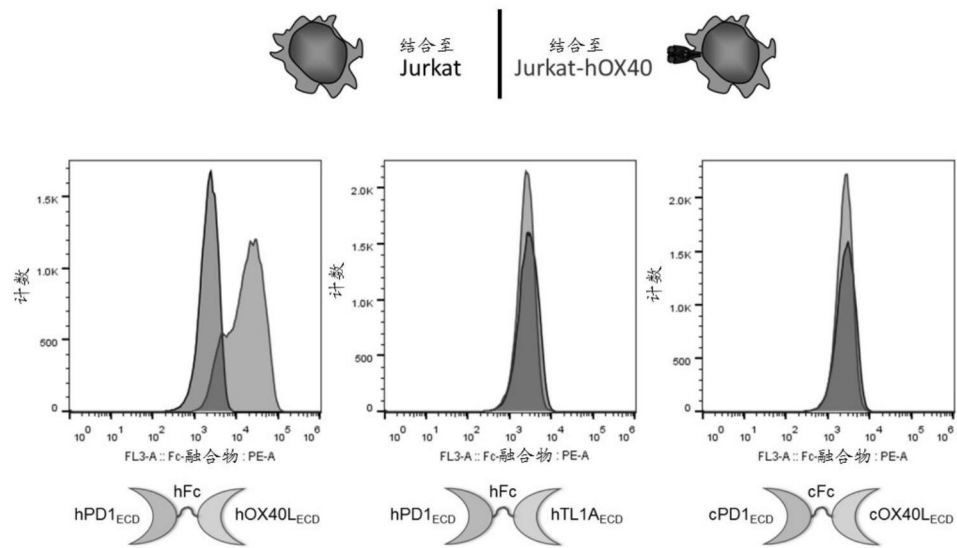 结合至
Jurkat
结合至
Jurkat-hOX40
计数
1.5K
1.0K
500
0
10^0 10^1 10^2 10^3 10^4 10^5 10^6
FL3-A :: Fc-融合物 : PE-A
hFc
hPD1ECD hOX40LECD
计数
2.0K
1.5K
1.0K
500
0
10^0 10^1 10^2 10^3 10^4 10^5 10^6
FL3-A :: Fc-融合物 : PE-A
hFc
hPD1ECD hTL1AECD
计数
2.0K
1.5K
1.0K
500
0
10^0 10^1 10^2 10^3 10^4 10^5 10^6
FL3-A :: Fc-融合物 : PE-A
cFc
cPD1ECD cOX40LECD